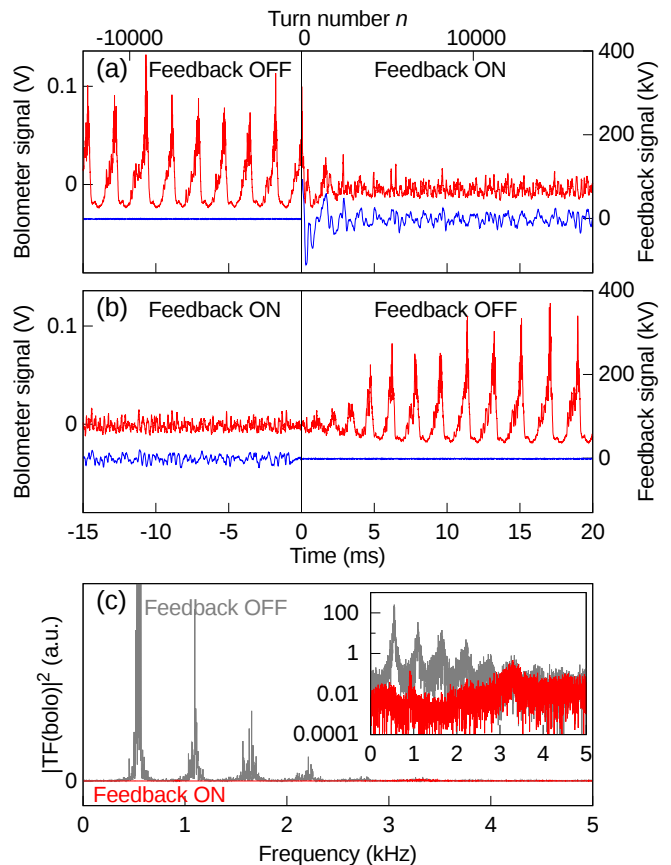 Turn number n
-10000 0 10000
(a) Feedback OFF Feedback ON
Bolometer signal (V)
0.1
0
Feedback signal (kV)
400
200
0
(b) Feedback ON Feedback OFF
Bolometer signal (V)
0.1
0
Feedback signal (kV)
400
200
0
-15 -10 -5 0 5 10 15 20
Time (ms)
(c) Feedback OFF
|TF(bolo)|² (a.u.)
100
1
0.01
0.0001
0 1 2 3 4 5
0
Feedback ON
0 1 2 3 4 5
Frequency (kHz)